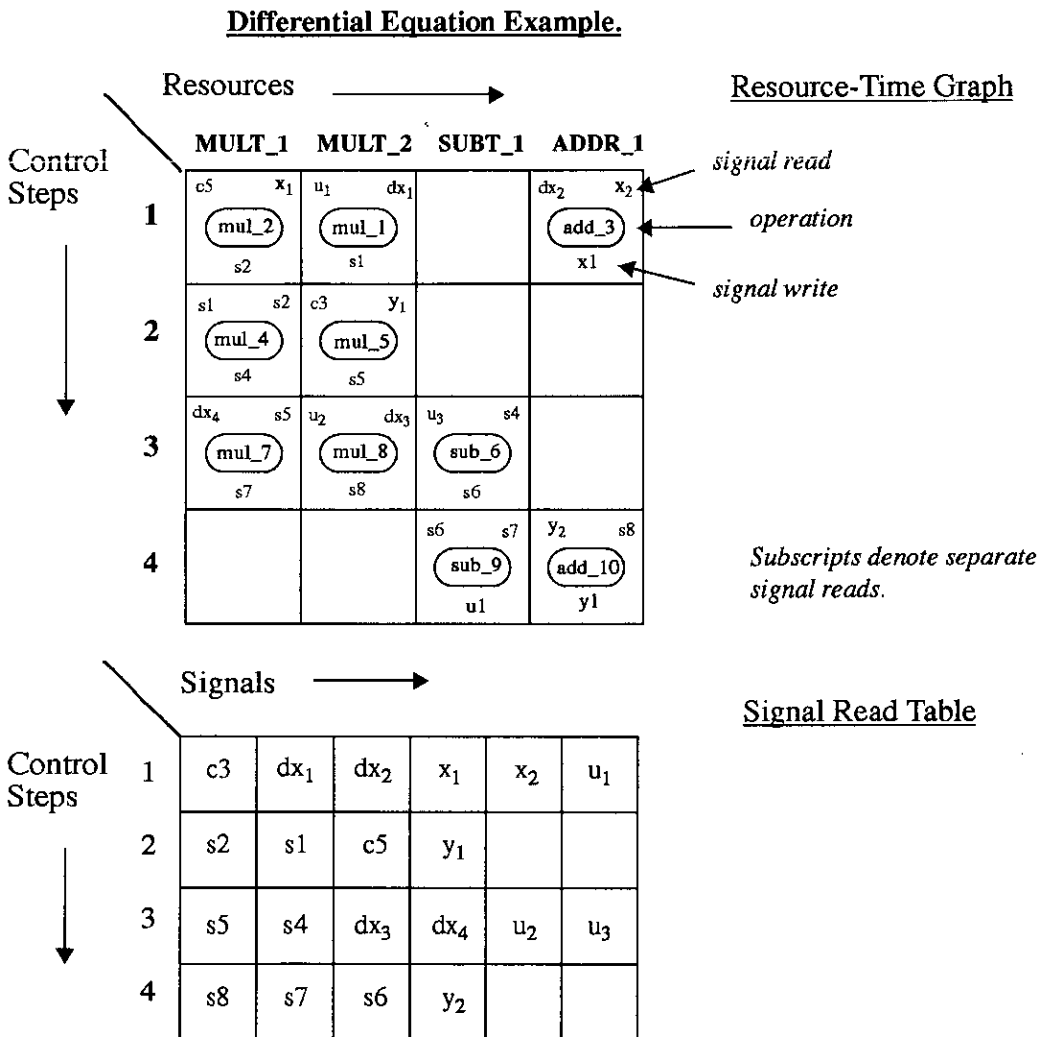 Differential Equation Example.
Resources
Resource-Time Graph
MULT_1 MULT_2 SUBT_1 ADDR_1
Control
Steps
signal read
operation
signal write
1
c5 x₁ u₁ dx₁ dx₂ x₂
mul_2 mul_1 add_3
s2 s1 x1
2
s1 s2 c3 y₁
mul_4 mul_5
s4 s5
3
dx₄ s5 u₂ dx₃ u₃ s4
mul_7 mul_8 sub_6
s7 s8 s6
4
s6 s7 y₂ s8
sub_9 add_10
u1 y1
Subscripts denote separate
signal reads.
Signals
Signal Read Table
Control
Steps
1 c3 dx₁ dx₂ x₁ x₂ u₁
2 s2 s1 c5 y₁
3 s5 s4 dx₃ dx₄ u₂ u₃
4 s8 s7 s6 y₂